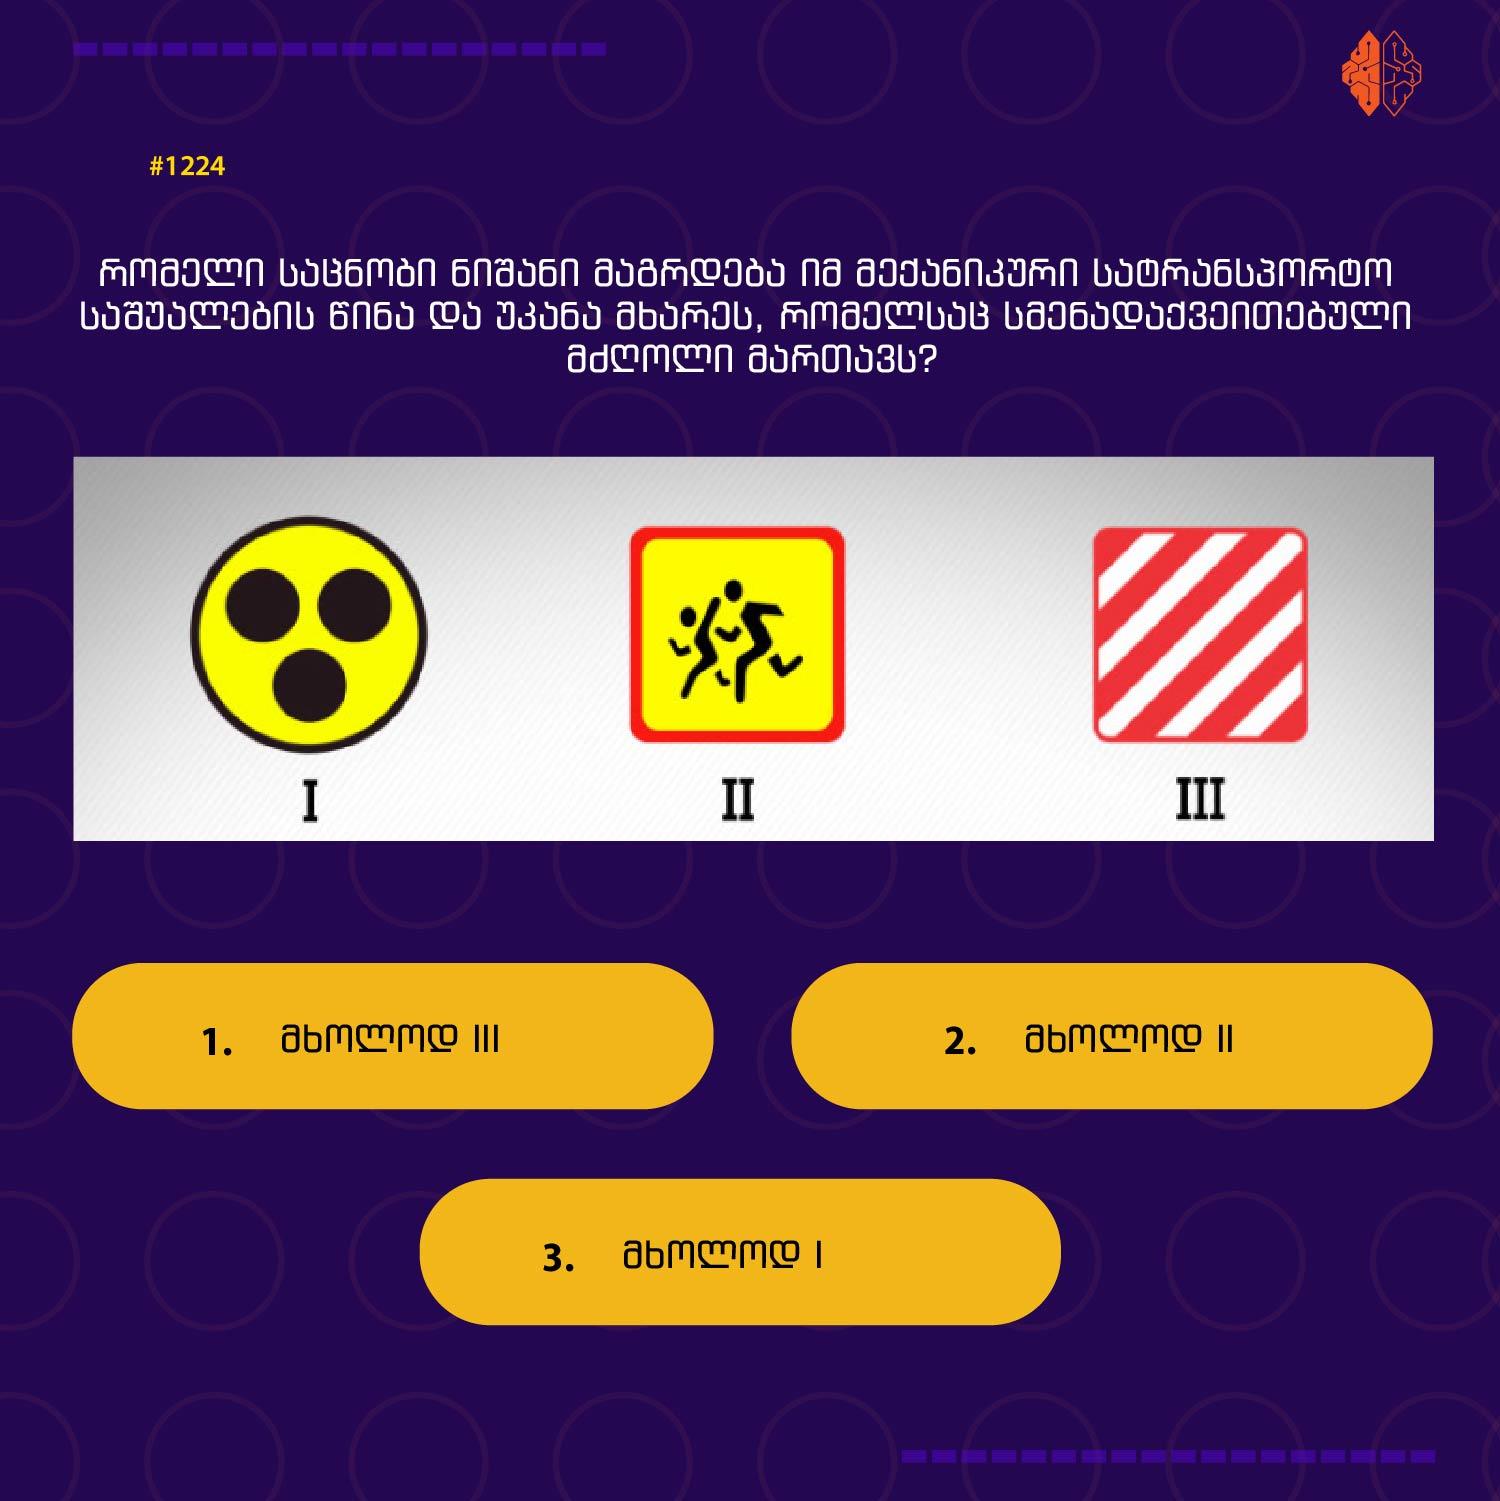 #1224
რომელი საცნობი ნიშანი მაგრდება იმ მექანიკური სატრანსპორტო
საშუალების წინა და უკანა მხარეს, რომელსაც სმენადაქვეითებული
მძღოლი მართავს?
I II III
1. მხოლოდ III
2. მხოლოდ II
3. მხოლოდ I